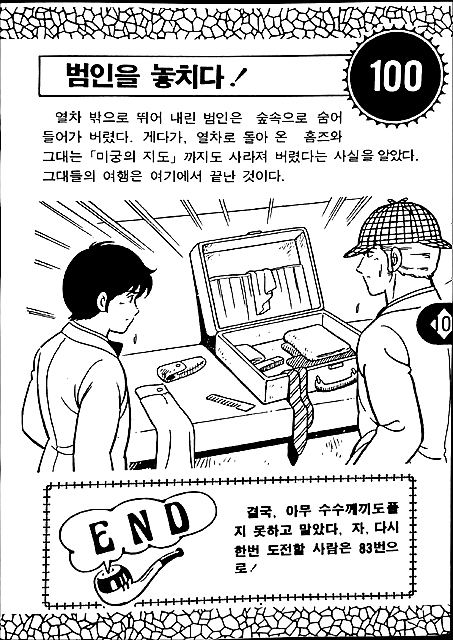 범인을 놓치다!
100
열차 밖으로 뛰어 내린 범인은 숲속으로 숨어
들어가 버렸다. 게다가, 열차로 돌아 온 홈즈와
그대는 「미궁의 지도」까지도 사라져 버렸다는 사실을 알았다.
그대들의 여행은 여기에서 끝난 것이다.
10
END
결국, 아무 수수께끼도풀
지 못하고 말았다. 자, 다시
한번 도전할 사람은 83번으
로!